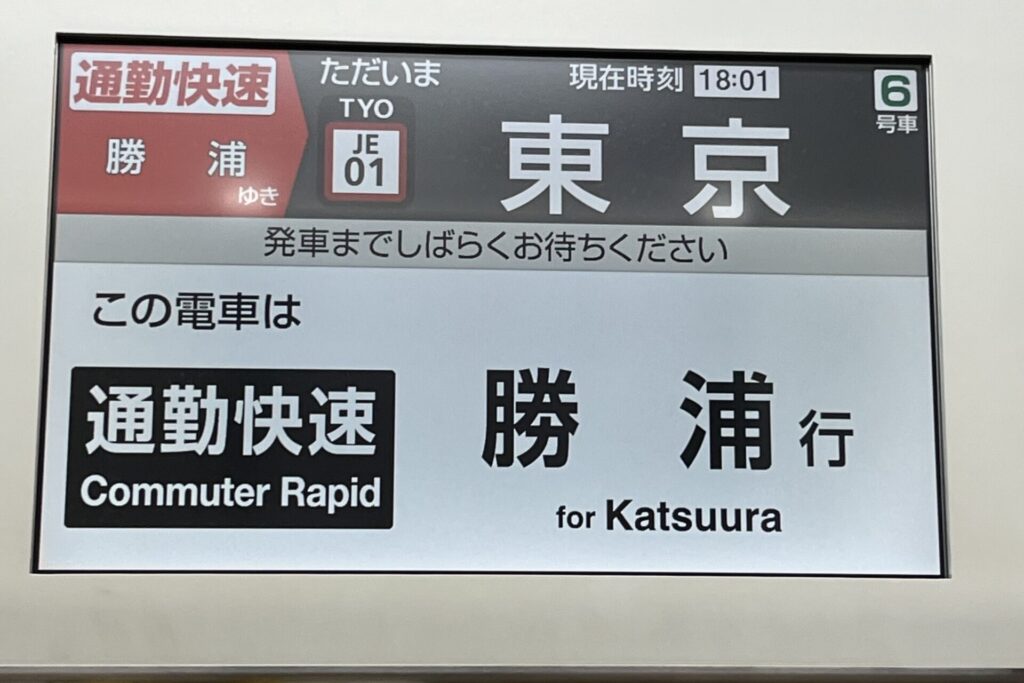 通勤快速
勝浦
ゆき
ただいま
TYO
JE
01
東京
現在時刻 18:01
6
号車
発車までしばらくお待ちください
この電車は
通勤快速
Commuter Rapid
勝浦行
for Katsuura